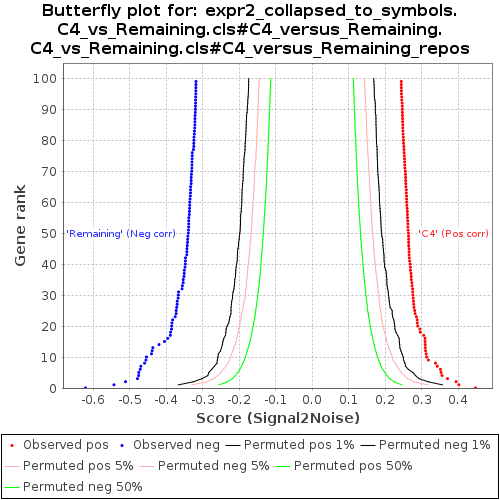 Butterfly plot for: expr2_collapsed_to_symbols.
C4_vs_Remaining.cls#C4_versus_Remaining.
C4_vs_Remaining.cls#C4_versus_Remaining_repos
Gene rank
100
90
80
70
60
50
40
30
20
10
0
'Remaining' (Neg corr)
'C4' (Pos corr)
-0.6 -0.5 -0.4 -0.3 -0.2 -0.1 0.0 0.1 0.2 0.3 0.4
Score (Signal2Noise)
Observed pos Observed neg Permuted pos 1% Permuted neg 1%
Permuted pos 5% Permuted neg 5% Permuted pos 50%
Permuted neg 50%